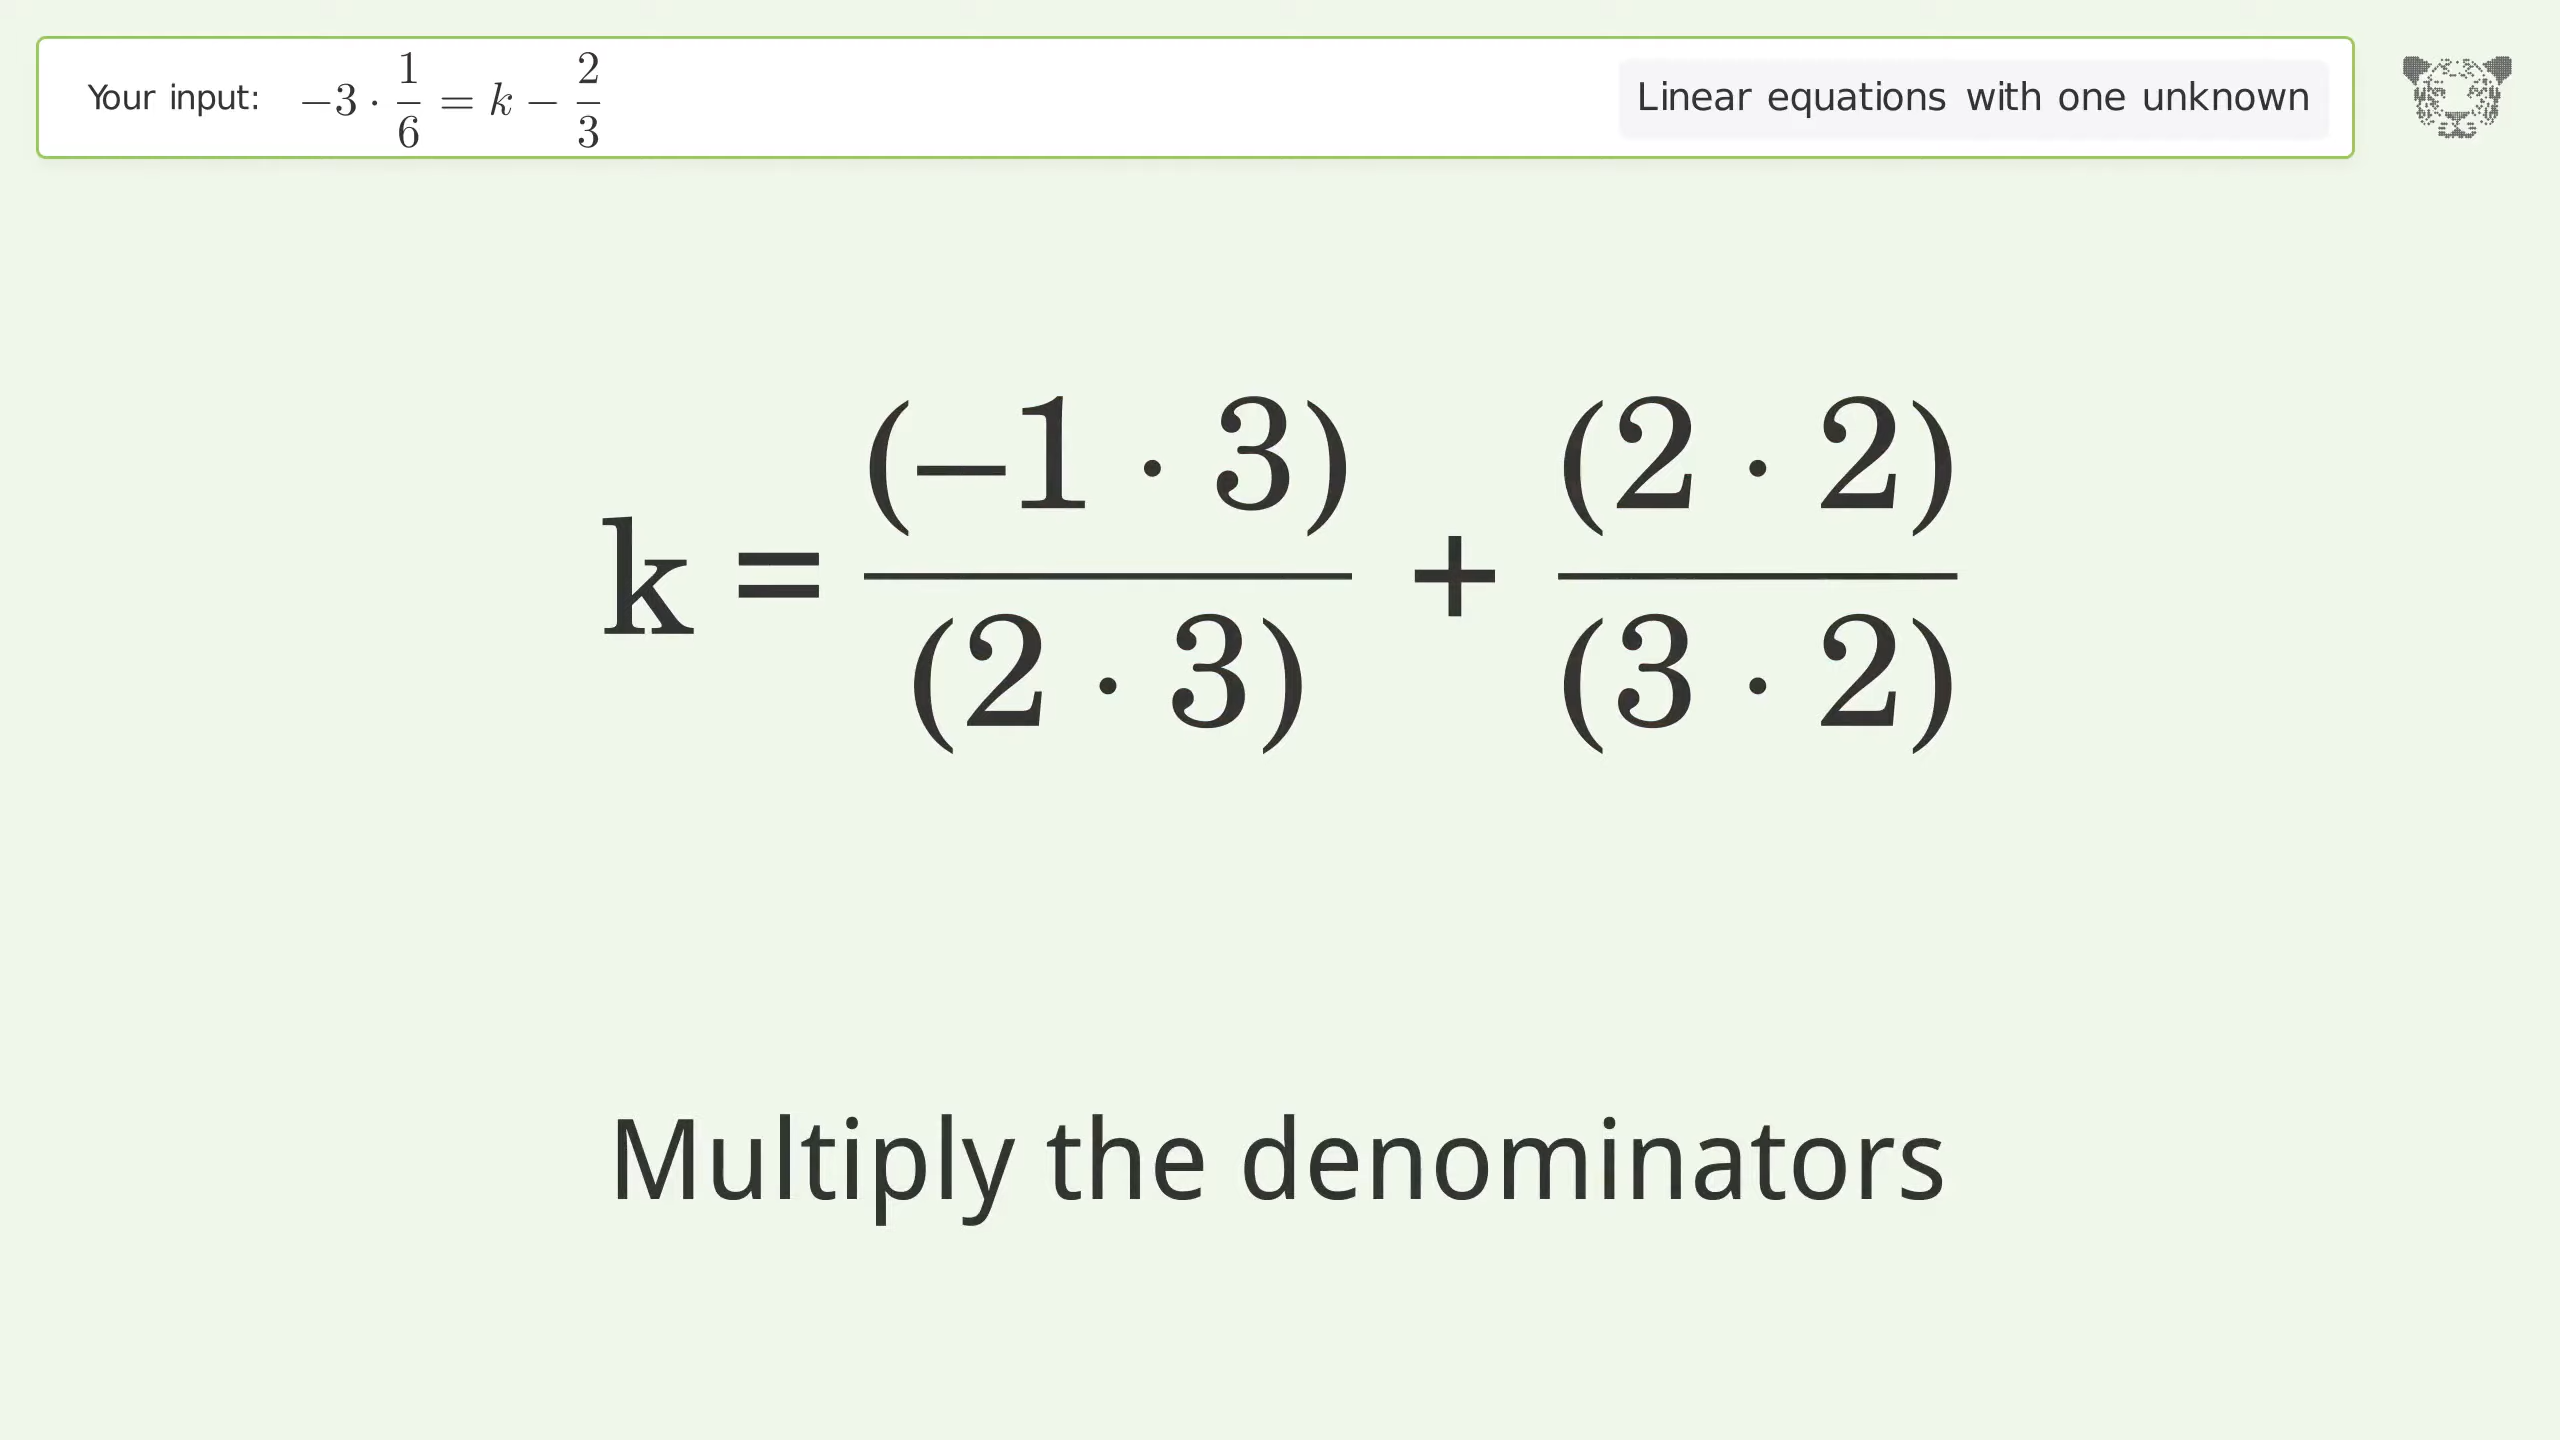 Your input: −3 · 1/6 = k − 2/3
Linear equations with one unknown
k = (−1 · 3)/(2 · 3) + (2 · 2)/(3 · 2)
Multiply the denominators